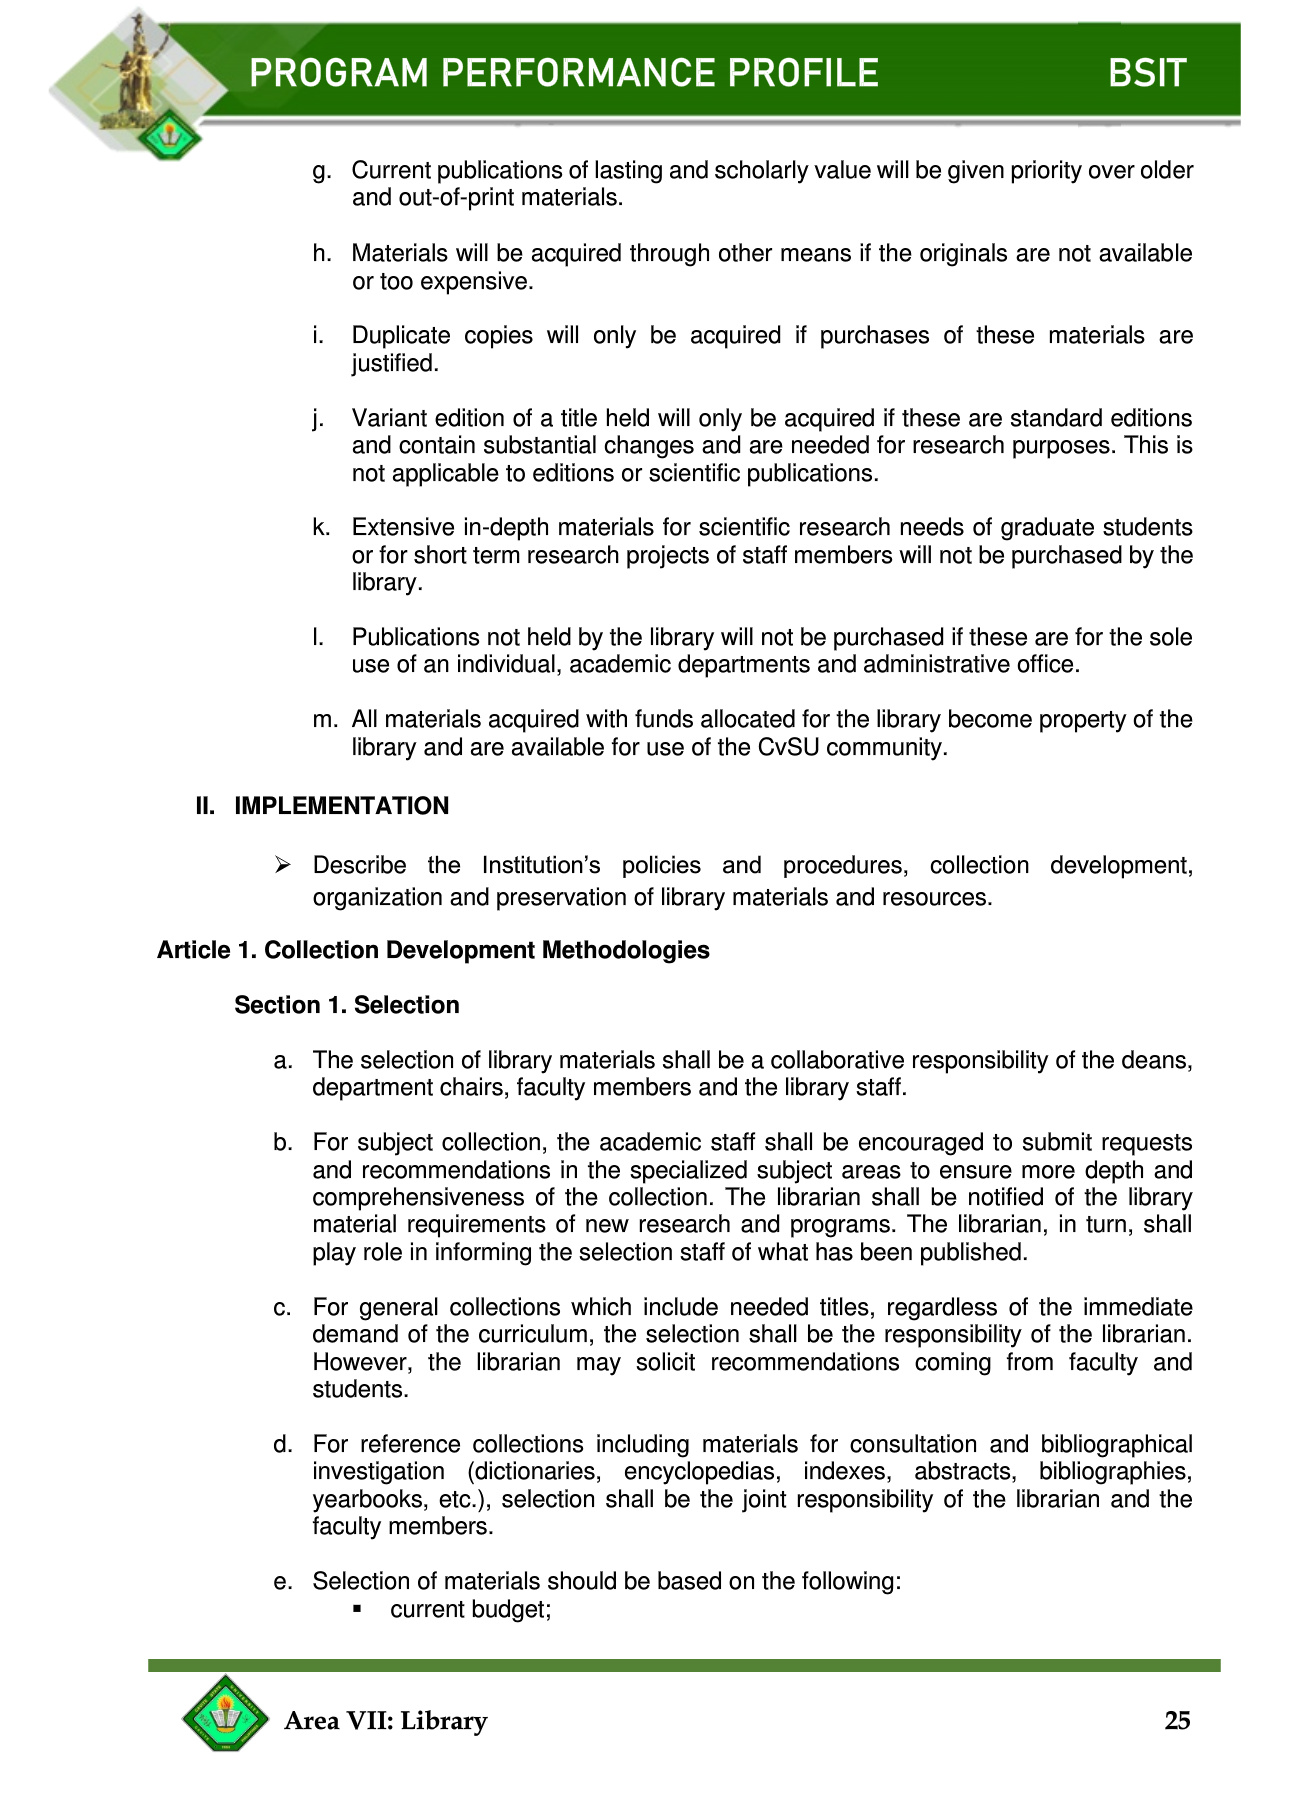 PROGRAM PERFORMANCE PROFILE BSIT
g. Current publications of lasting and scholarly value will be given priority over older
and out-of-print materials.
h. Materials will be acquired through other means if the originals are not available
or too expensive.
i. Duplicate copies will only be acquired if purchases of these materials are
justified.
j. Variant edition of a title held will only be acquired if these are standard editions
and contain substantial changes and are needed for research purposes. This is
not applicable to editions or scientific publications.
k. Extensive in-depth materials for scientific research needs of graduate students
or for short term research projects of staff members will not be purchased by the
library.
l. Publications not held by the library will not be purchased if these are for the sole
use of an individual, academic departments and administrative office.
m. All materials acquired with funds allocated for the library become property of the
library and are available for use of the CvSU community.
II. IMPLEMENTATION
➢ Describe the Institution’s policies and procedures, collection development,
organization and preservation of library materials and resources.
Article 1. Collection Development Methodologies
Section 1. Selection
a. The selection of library materials shall be a collaborative responsibility of the deans,
department chairs, faculty members and the library staff.
b. For subject collection, the academic staff shall be encouraged to submit requests
and recommendations in the specialized subject areas to ensure more depth and
comprehensiveness of the collection. The librarian shall be notified of the library
material requirements of new research and programs. The librarian, in turn, shall
play role in informing the selection staff of what has been published.
c. For general collections which include needed titles, regardless of the immediate
demand of the curriculum, the selection shall be the responsibility of the librarian.
However, the librarian may solicit recommendations coming from faculty and
students.
d. For reference collections including materials for consultation and bibliographical
investigation (dictionaries, encyclopedias, indexes, abstracts, bibliographies,
yearbooks, etc.), selection shall be the joint responsibility of the librarian and the
faculty members.
e. Selection of materials should be based on the following:
▪ current budget;
Area VII: Library 25